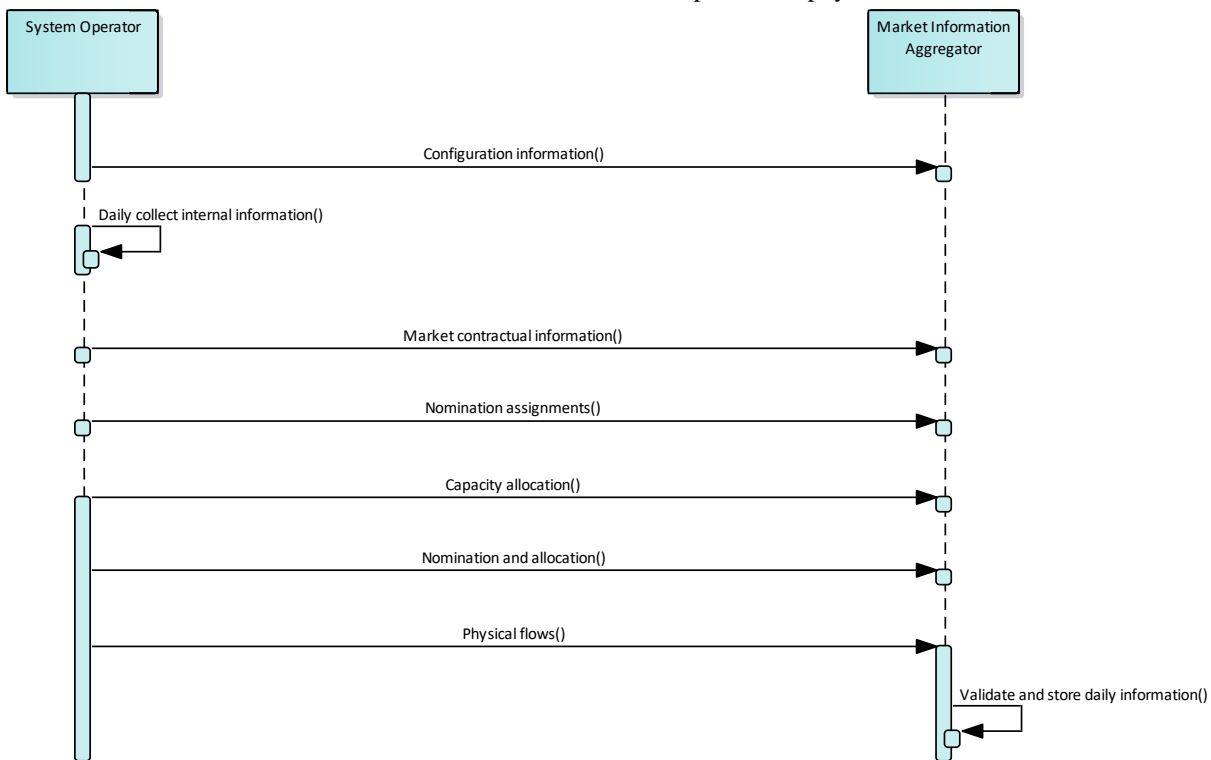 System Operator
Market Information
Aggregator
Configuration information()
Daily collect internal information()
Market contractual information()
Nomination assignments()
Capacity allocation()
Nomination and allocation()
Physical flows()
Validate and store daily information()